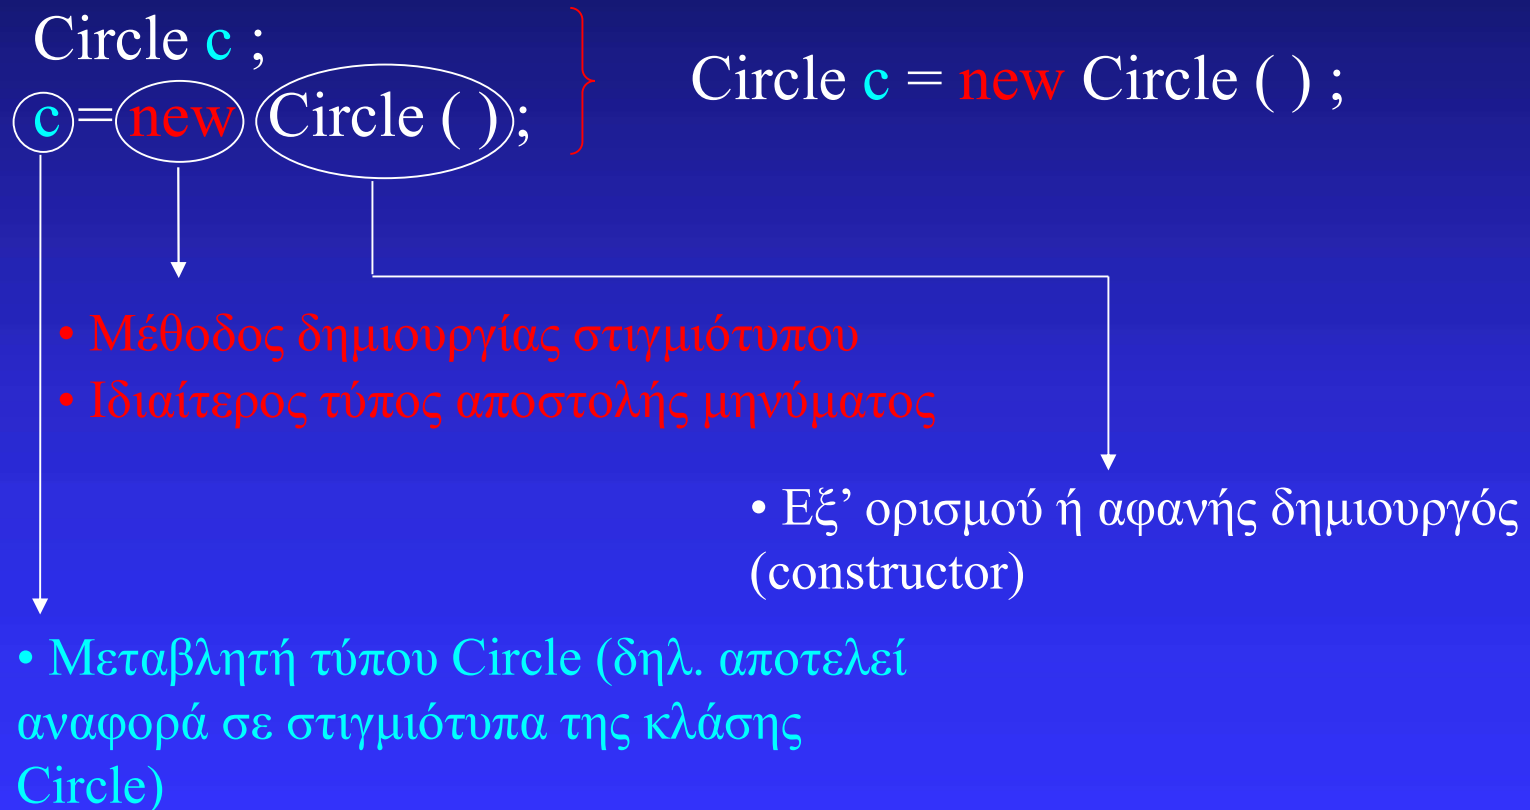 Circle c ;
c = new Circle ( ) ;
Circle c = new Circle ( ) ;
• Μέθοδος δημιουργίας στιγμιότυπου
• Ιδιαίτερος τύπος αποστολής μηνύματος
• Εξ’ ορισμού ή αφανής δημιουργός
(constructor)
• Μεταβλητή τύπου Circle (δηλ. αποτελεί
αναφορά σε στιγμιότυπα της κλάσης
Circle)